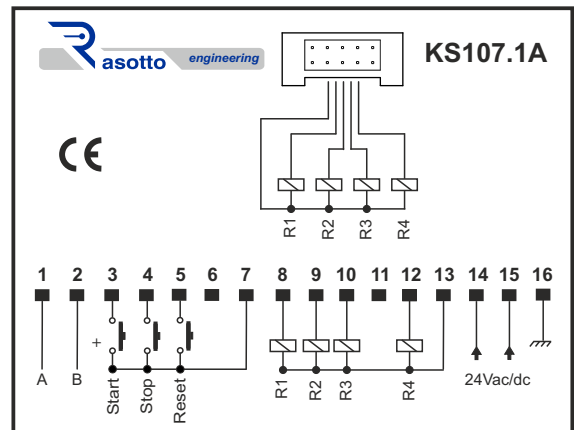 Rasotto engineering
KS107.1A
CE
R1 R2 R3 R4
1 2 3 4 5 6 7 8 9 10 11 12 13 14 15 16
+
A B Start Stop Reset R1 R2 R3 R4 24Vac/dc